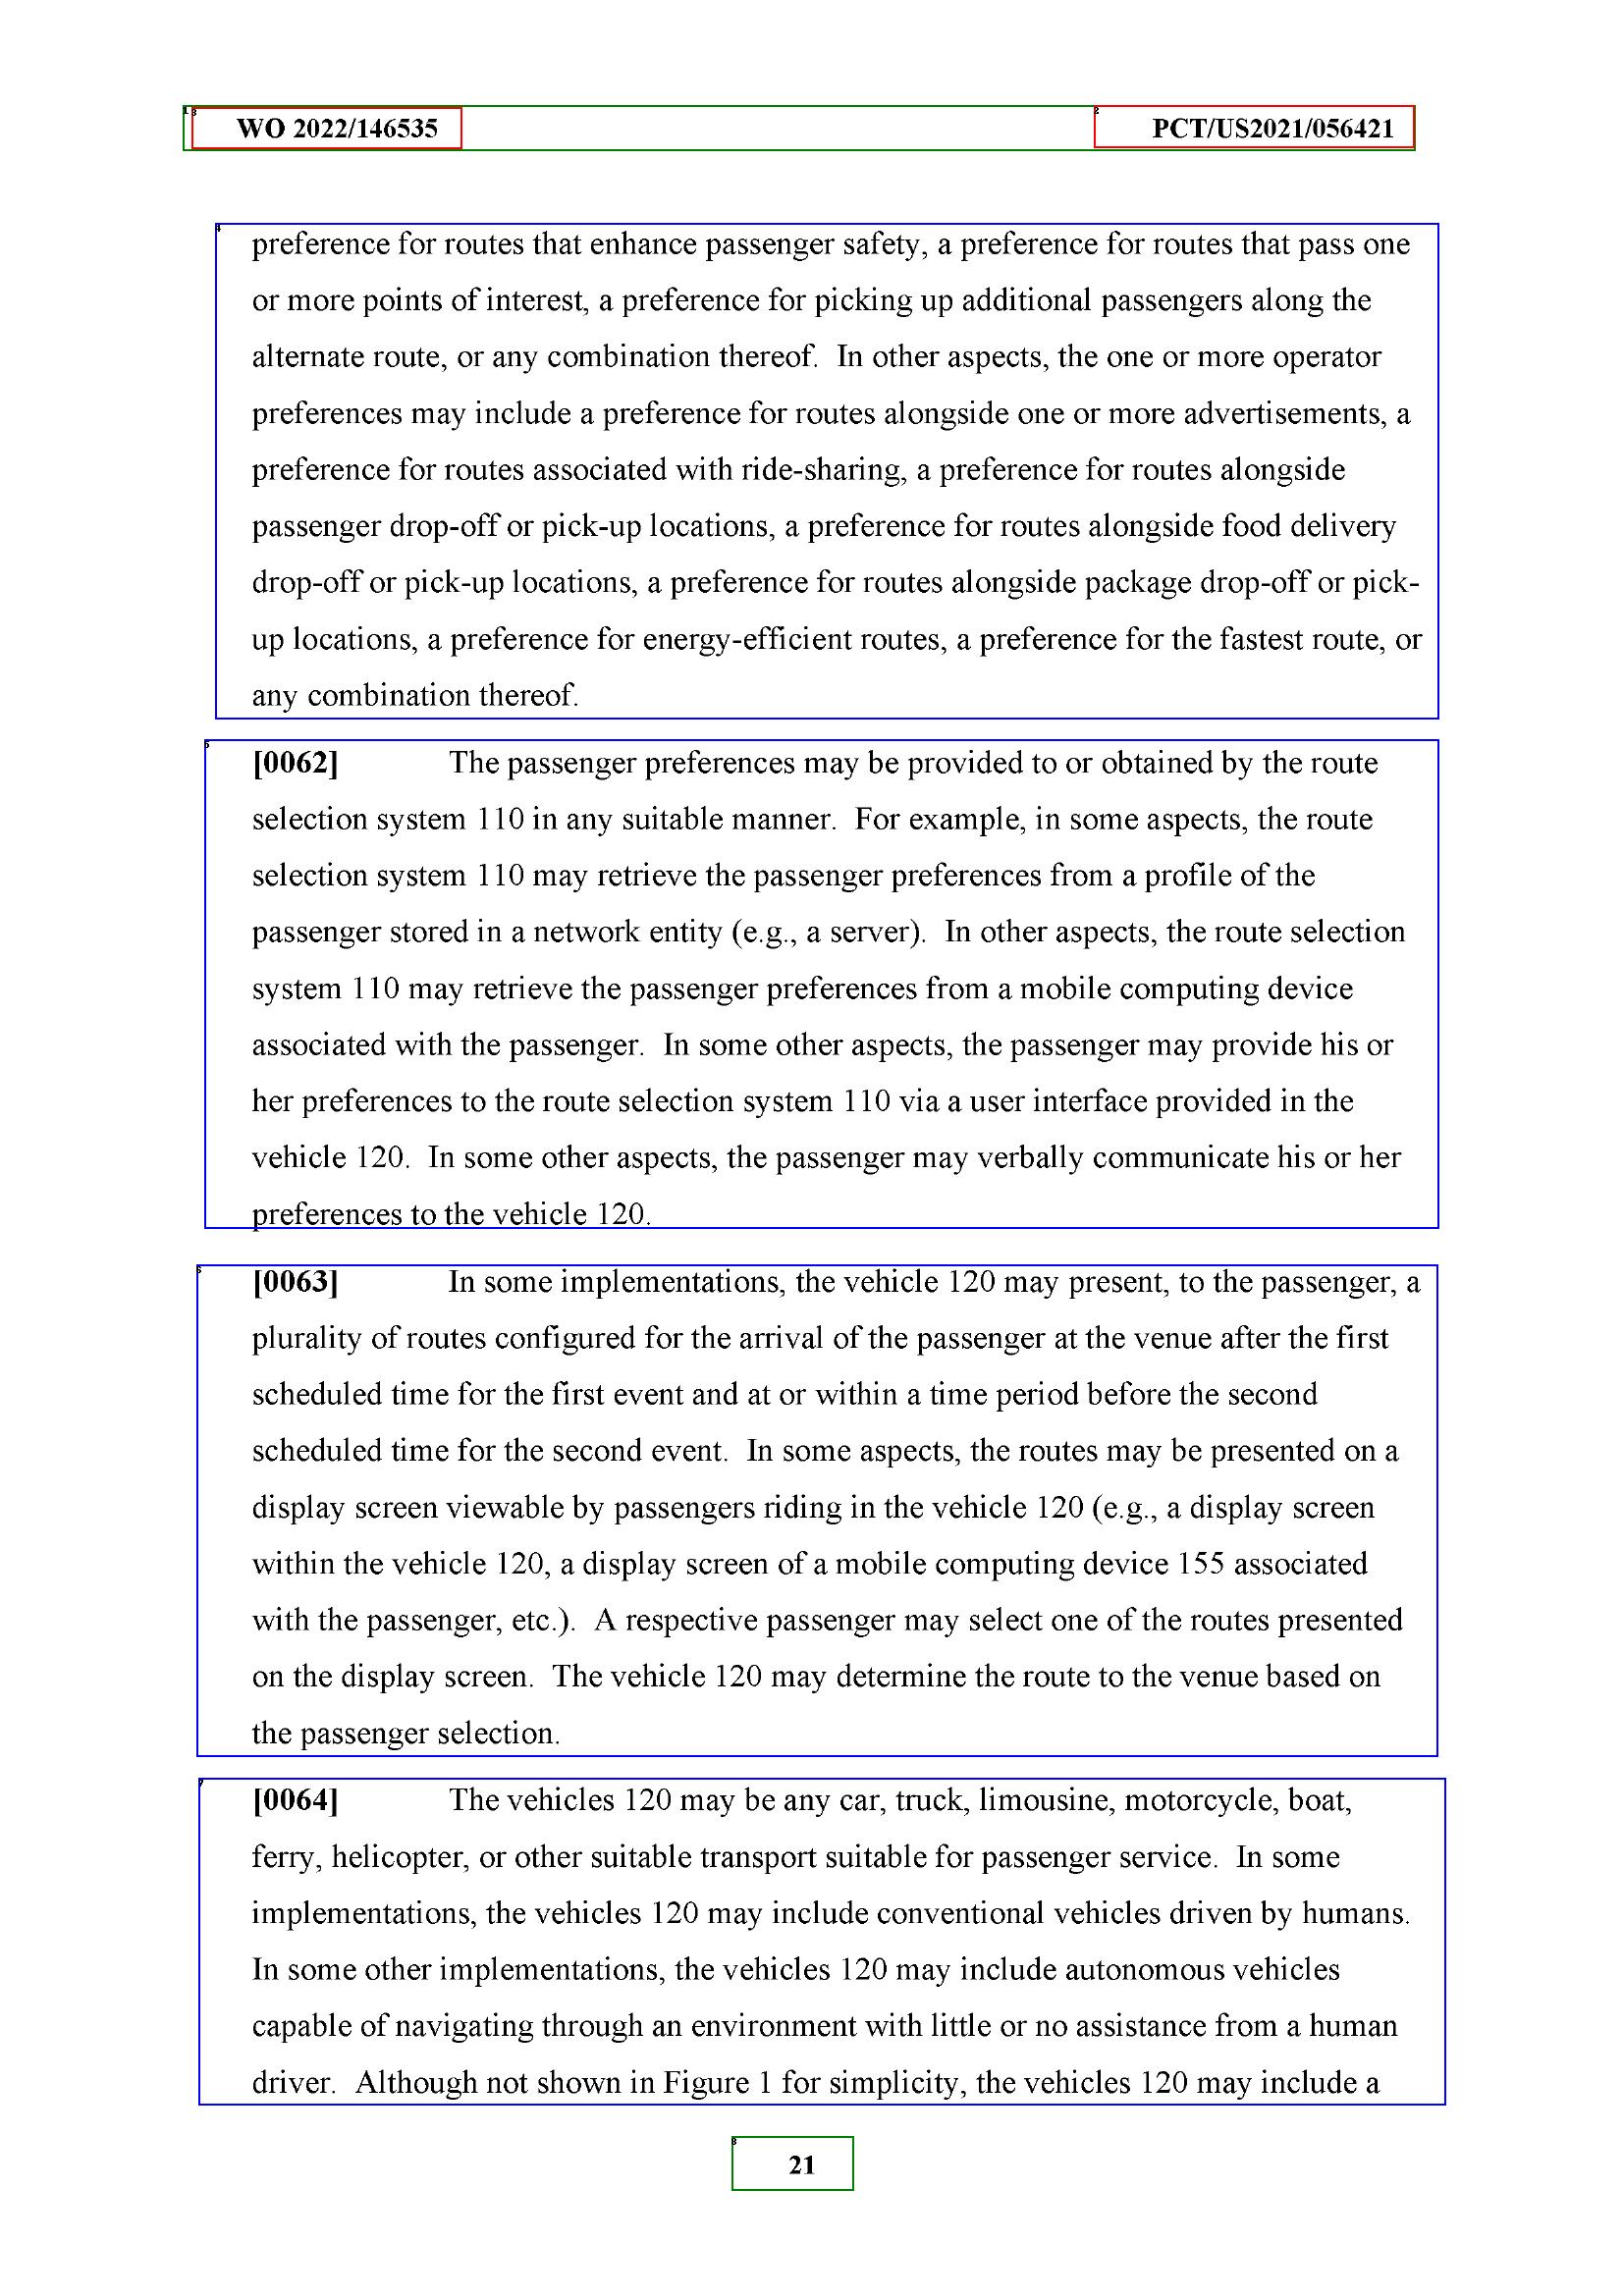 WO 2022/146535 PCT/US2021/056421
preference for routes that enhance passenger safety, a preference for routes that pass one
or more points of interest, a preference for picking up additional passengers along the
alternate route, or any combination thereof.  In other aspects, the one or more operator
preferences may include a preference for routes alongside one or more advertisements, a
preference for routes associated with ride-sharing, a preference for routes alongside
passenger drop-off or pick-up locations, a preference for routes alongside food delivery
drop-off or pick-up locations, a preference for routes alongside package drop-off or pick-
up locations, a preference for energy-efficient routes, a preference for the fastest route, or
any combination thereof.
[0062] The passenger preferences may be provided to or obtained by the route
selection system 110 in any suitable manner.  For example, in some aspects, the route
selection system 110 may retrieve the passenger preferences from a profile of the
passenger stored in a network entity (e.g., a server).  In other aspects, the route selection
system 110 may retrieve the passenger preferences from a mobile computing device
associated with the passenger.  In some other aspects, the passenger may provide his or
her preferences to the route selection system 110 via a user interface provided in the
vehicle 120.  In some other aspects, the passenger may verbally communicate his or her
preferences to the vehicle 120.
[0063] In some implementations, the vehicle 120 may present, to the passenger, a
plurality of routes configured for the arrival of the passenger at the venue after the first
scheduled time for the first event and at or within a time period before the second
scheduled time for the second event.  In some aspects, the routes may be presented on a
display screen viewable by passengers riding in the vehicle 120 (e.g., a display screen
within the vehicle 120, a display screen of a mobile computing device 155 associated
with the passenger, etc.).  A respective passenger may select one of the routes presented
on the display screen.  The vehicle 120 may determine the route to the venue based on
the passenger selection.
[0064] The vehicles 120 may be any car, truck, limousine, motorcycle, boat,
ferry, helicopter, or other suitable transport suitable for passenger service.  In some
implementations, the vehicles 120 may include conventional vehicles driven by humans.
In some other implementations, the vehicles 120 may include autonomous vehicles
capable of navigating through an environment with little or no assistance from a human
driver.  Although not shown in Figure 1 for simplicity, the vehicles 120 may include a
21